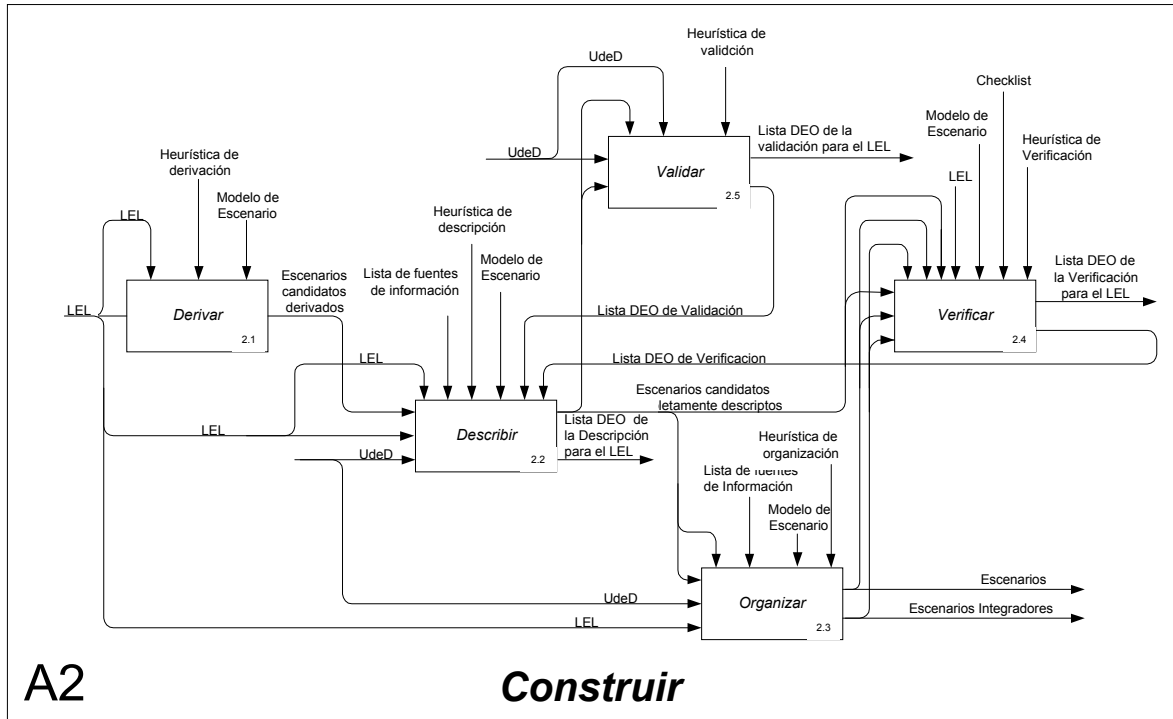 Heurística de
validción
UdeD
Checklist
Modelo de
Escenario
Heurística de
Verificación
Lista DEO de la
validación para el LEL
UdeD
Validar
2.5
LEL
Heurística de
derivación
Modelo de
Escenario
LEL
Heurística de
descripción
Modelo de
Escenario
Lista de fuentes
de información
Escenarios
candidatos
derivados
Lista DEO de
la Verificación
para el LEL
LEL
Derivar
2.1
Lista DEO de Validación
Verificar
2.4
LEL
Lista DEO de Verificacion
Escenarios candidatos
letamente descriptos
Describir
2.2
Lista DEO de
la Descripción
para el LEL
LEL
UdeD
Heurística de
organización
Lista de fuentes
de Información
Modelo de
Escenario
Organizar
2.3
Escenarios
Escenarios Integradores
UdeD
LEL
A2
Construir